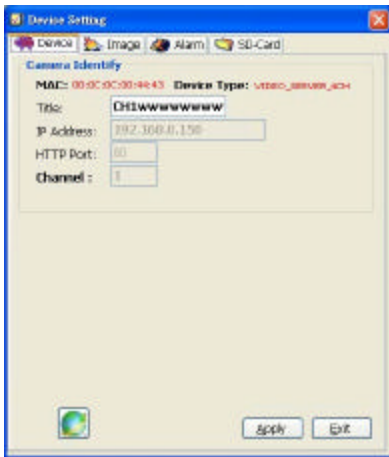 Device Setting
Device Image Alarm SD-Card
Camera Identify
MAC: 00:0C:0C:00:44:43 Device Type: VIDEO_SERVER_4CH
Title: CH1wwwwwwww
IP Address: 192.168.0.150
HTTP Port: 80
Channel : 1
Apply Exit